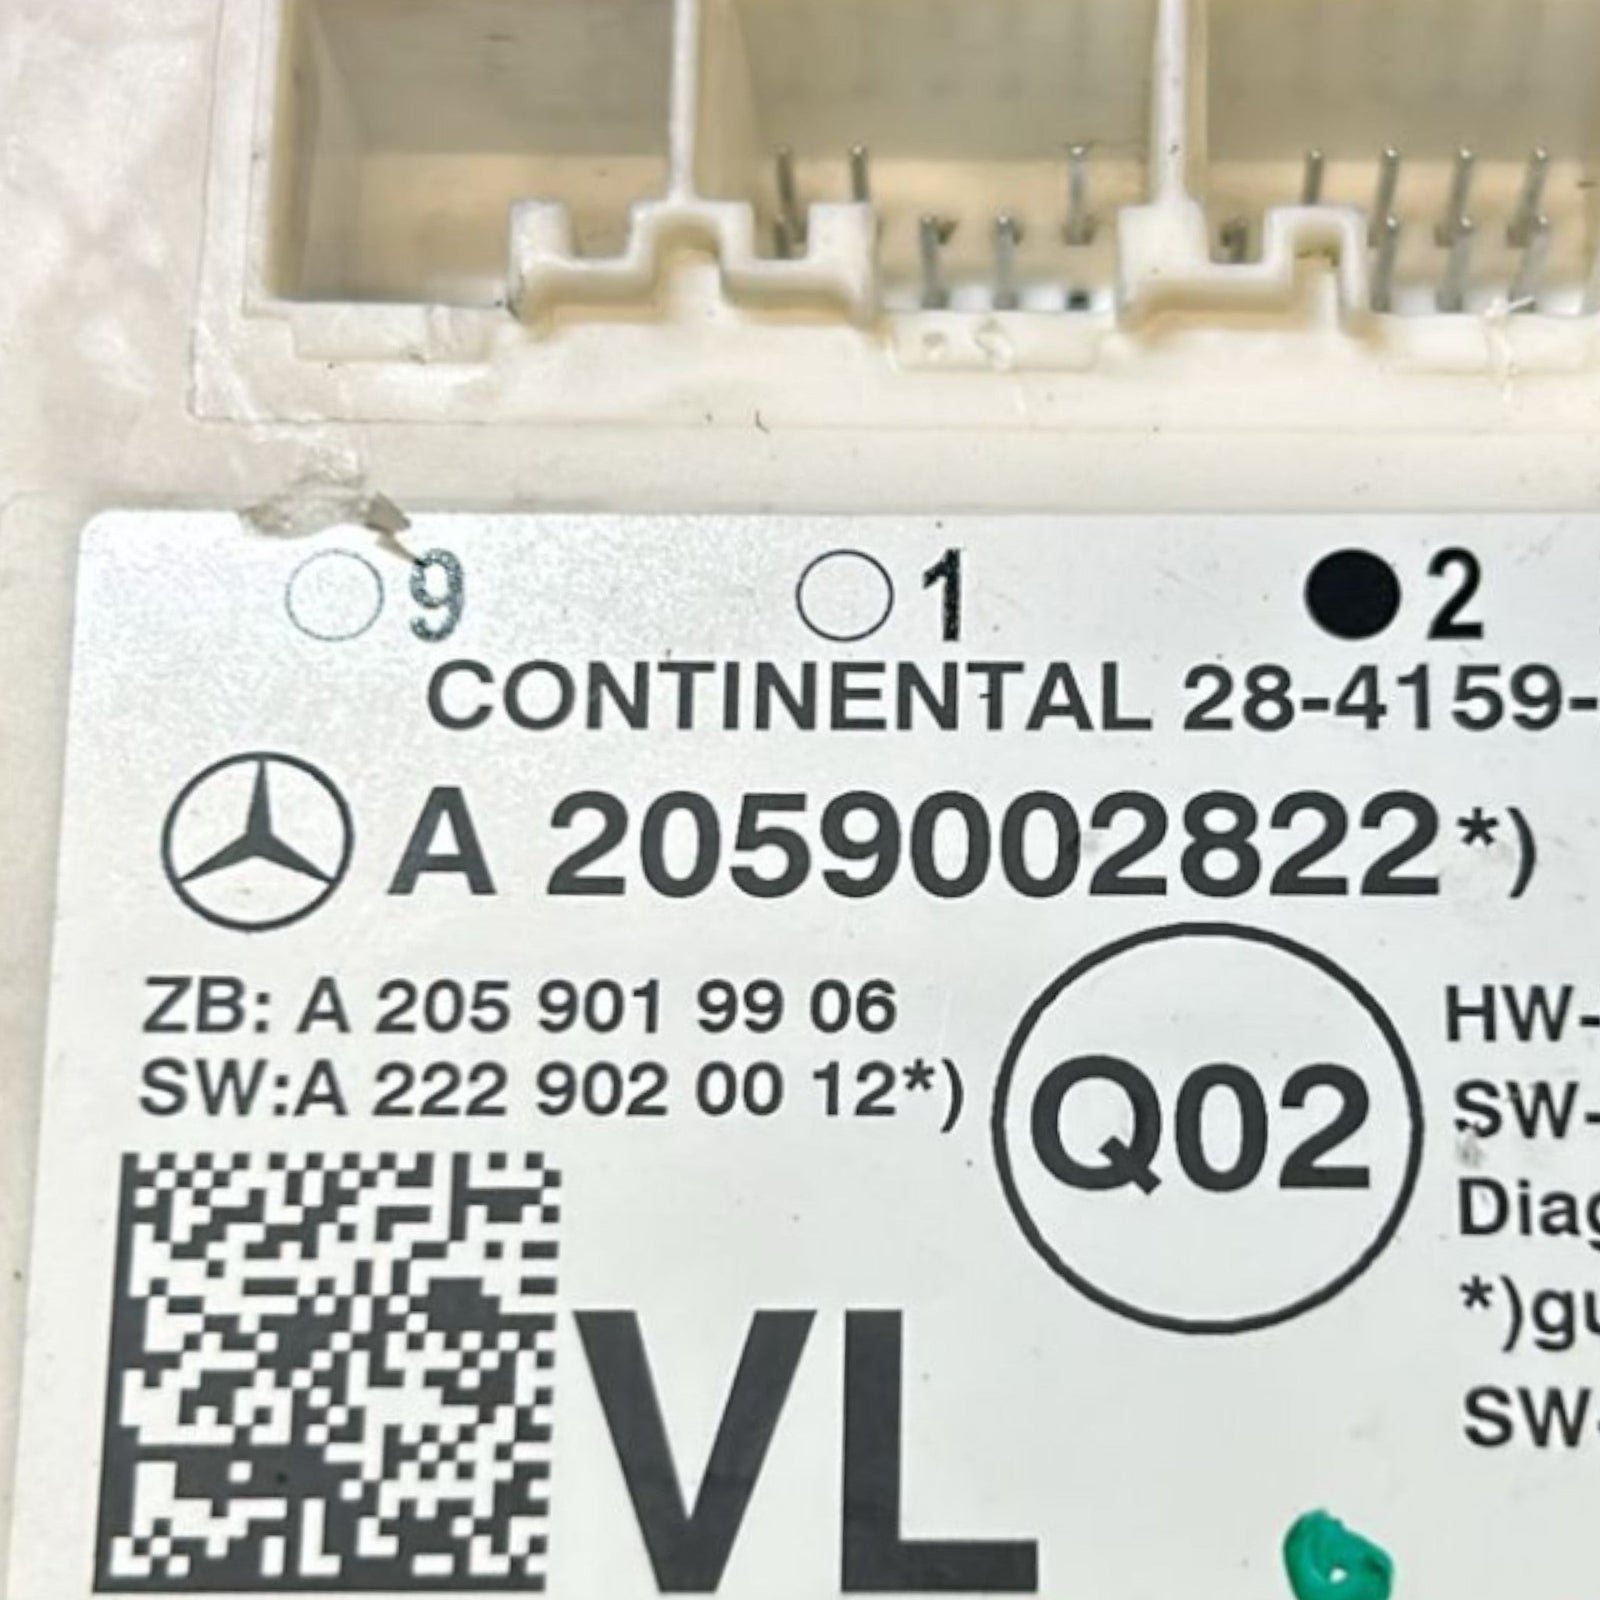 9 1 2
CONTINENTAL 28-4159-
A 2059002822*)
ZB: A 205 901 99 06
SW:A 222 902 00 12*)
Q02
HW-
SW-
Diag
*)gu
SW-
VL